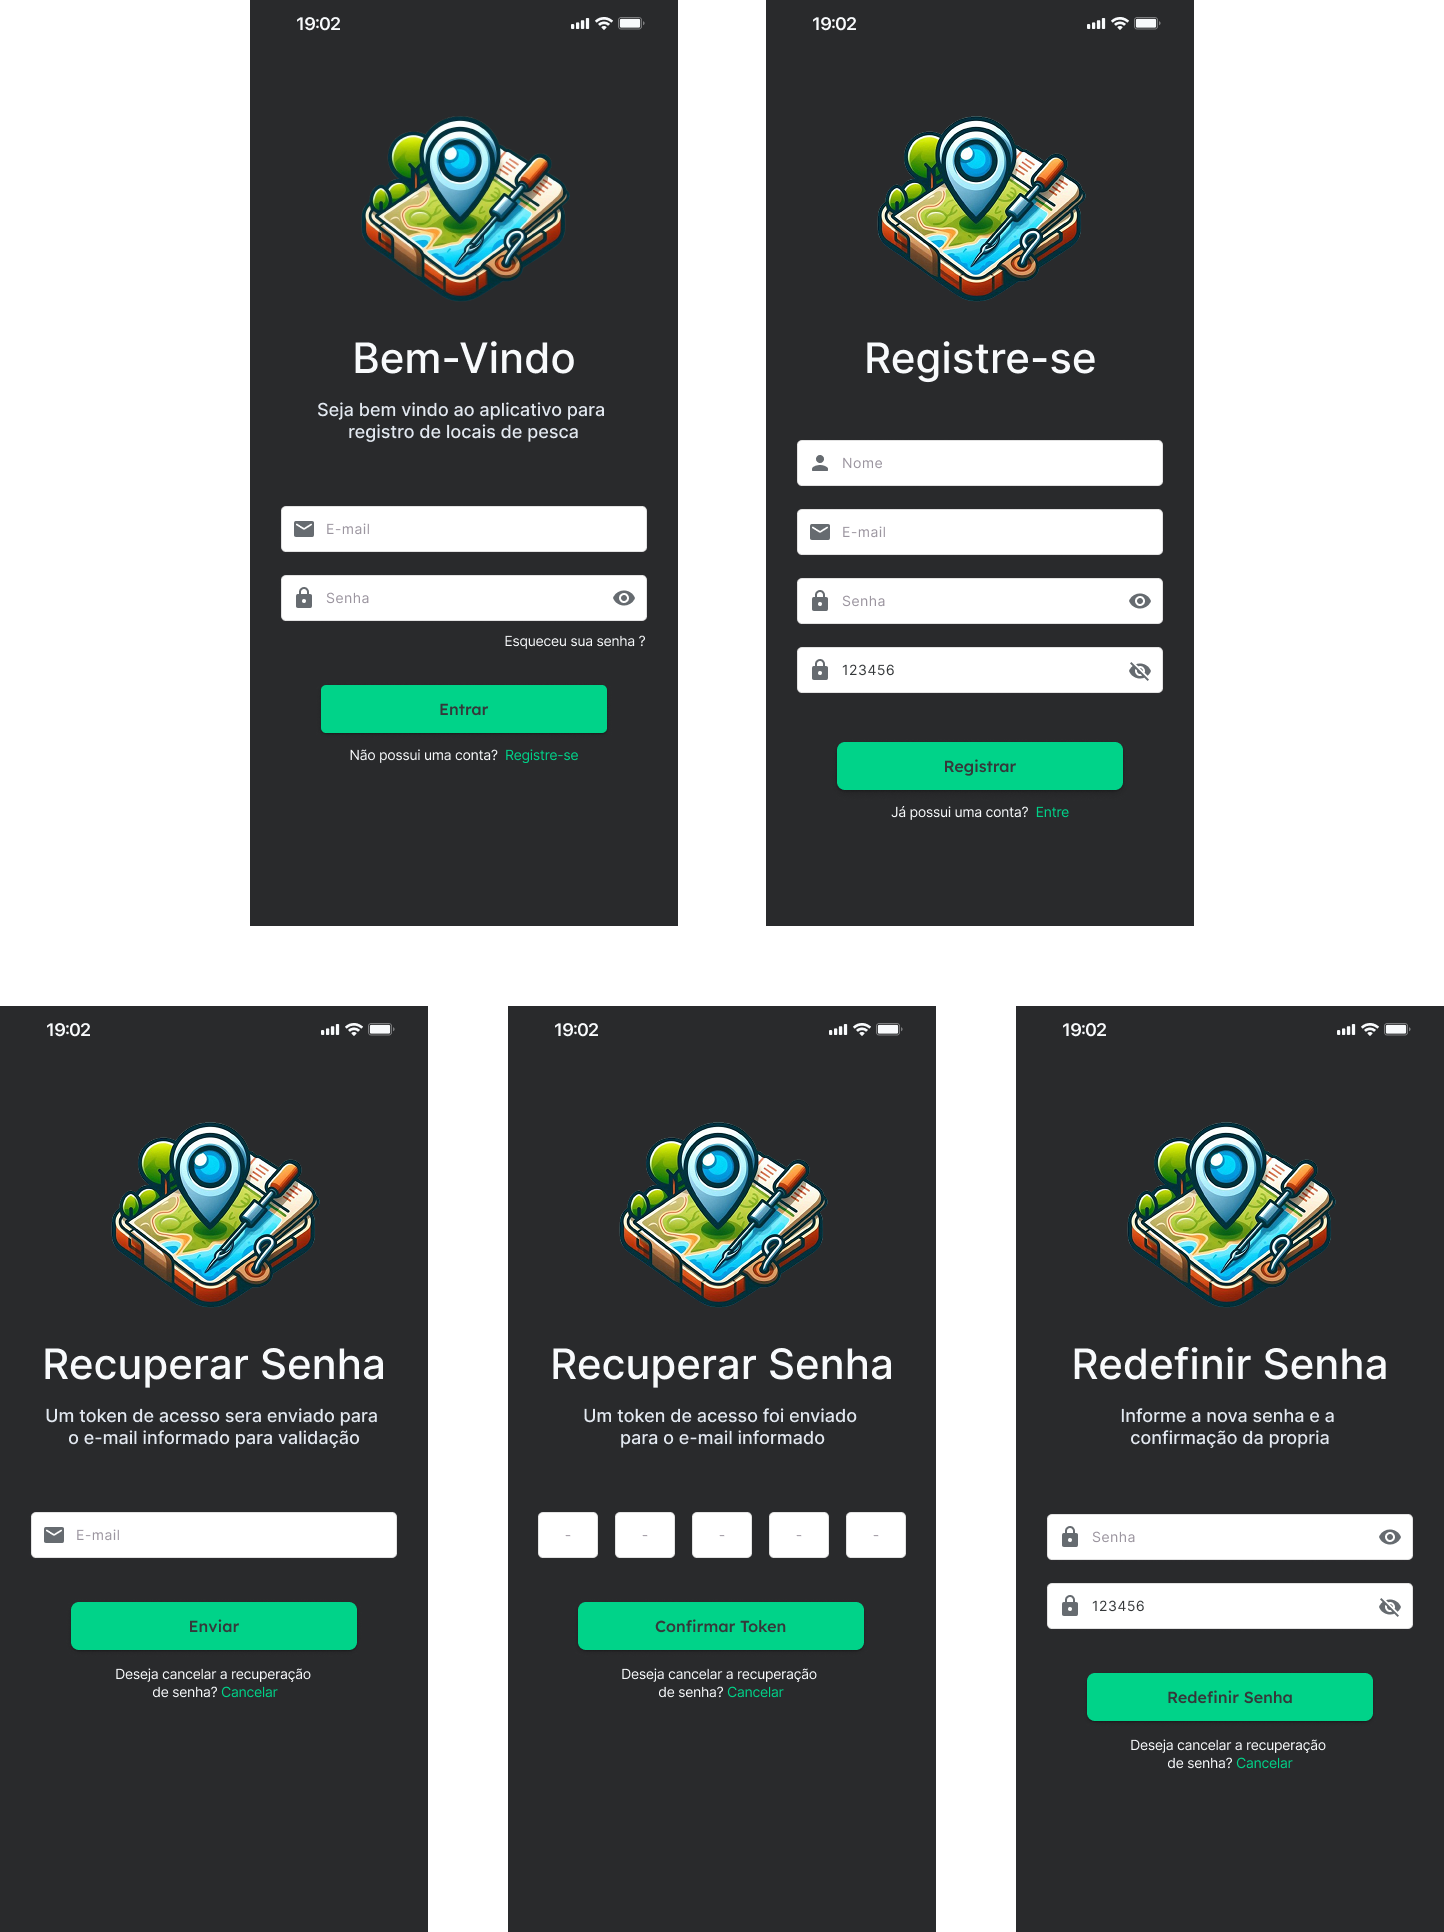 19:02
Bem-Vindo
Seja bem vindo ao aplicativo para
registro de locais de pesca
E-mail
Senha
Esqueceu sua senha ?
Entrar
Não possui uma conta? Registre-se
19:02
Registre-se
Nome
E-mail
Senha
123456
Registrar
Já possui uma conta? Entre
19:02
Recuperar Senha
Um token de acesso sera enviado para
o e-mail informado para validação
E-mail
Enviar
Deseja cancelar a recuperação
de senha? Cancelar
19:02
Recuperar Senha
Um token de acesso foi enviado
para o e-mail informado
- - - - -
Confirmar Token
Deseja cancelar a recuperação
de senha? Cancelar
19:02
Redefinir Senha
Informe a nova senha e a
confirmação da propria
Senha
123456
Redefinir Senha
Deseja cancelar a recuperação
de senha? Cancelar